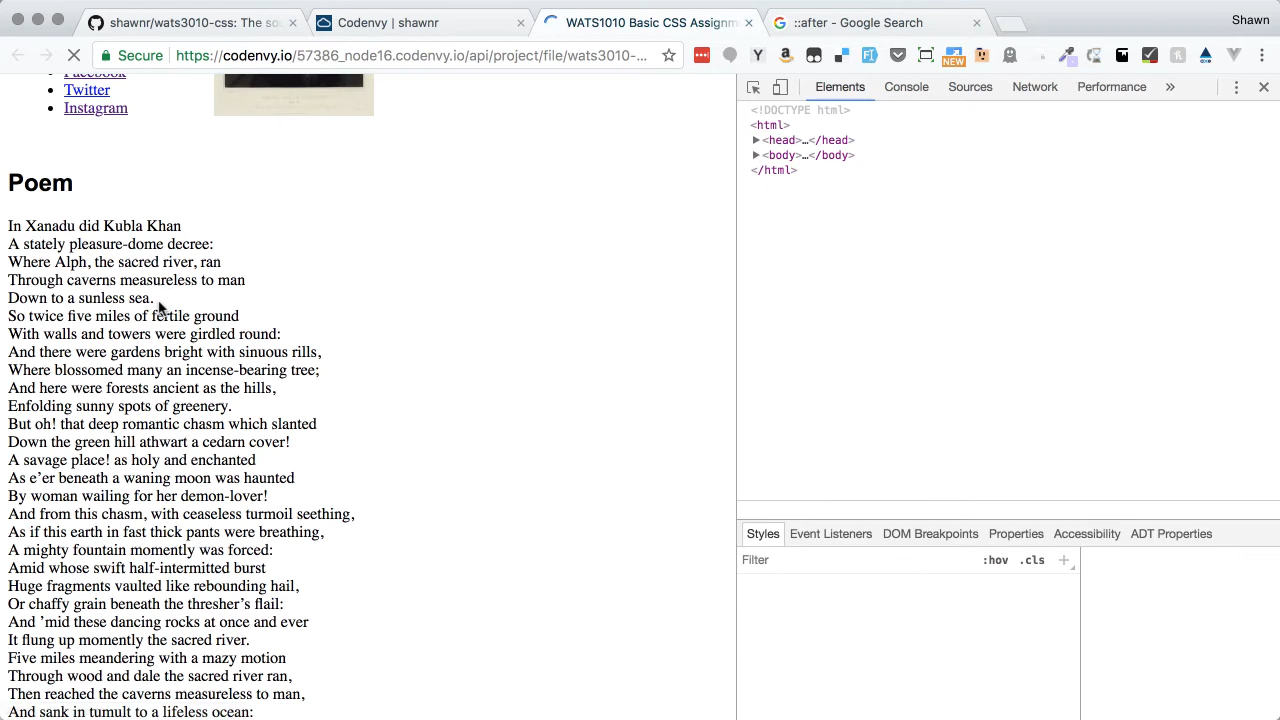 shawnr/wats3010-css: The sou
Codenvy | shawnr
WATS1010 Basic CSS Assignm
::after - Google Search
Shawn
Secure
https://codenvy.io/57386_node16.codenvy.io/api/project/file/wats3010-...
NEW
Facebook
Twitter
Instagram
Elements
Console
Sources
Network
Performance
»
<!DOCTYPE html>
<html>
<head>…</head>
<body>…</body>
</html>
Poem
In Xanadu did Kubla Khan
A stately pleasure-dome decree:
Where Alph, the sacred river, ran
Through caverns measureless to man
Down to a sunless sea.
So twice five miles of fertile ground
With walls and towers were girdled round:
And there were gardens bright with sinuous rills,
Where blossomed many an incense-bearing tree;
And here were forests ancient as the hills,
Enfolding sunny spots of greenery.
But oh! that deep romantic chasm which slanted
Down the green hill athwart a cedarn cover!
A savage place! as holy and enchanted
As e’er beneath a waning moon was haunted
By woman wailing for her demon-lover!
And from this chasm, with ceaseless turmoil seething,
As if this earth in fast thick pants were breathing,
A mighty fountain momently was forced:
Amid whose swift half-intermitted burst
Huge fragments vaulted like rebounding hail,
Or chaffy grain beneath the thresher’s flail:
And ’mid these dancing rocks at once and ever
It flung up momently the sacred river.
Five miles meandering with a mazy motion
Through wood and dale the sacred river ran,
Then reached the caverns measureless to man,
And sank in tumult to a lifeless ocean:
Styles
Event Listeners
DOM Breakpoints
Properties
Accessibility
ADT Properties
Filter
:hov
.cls